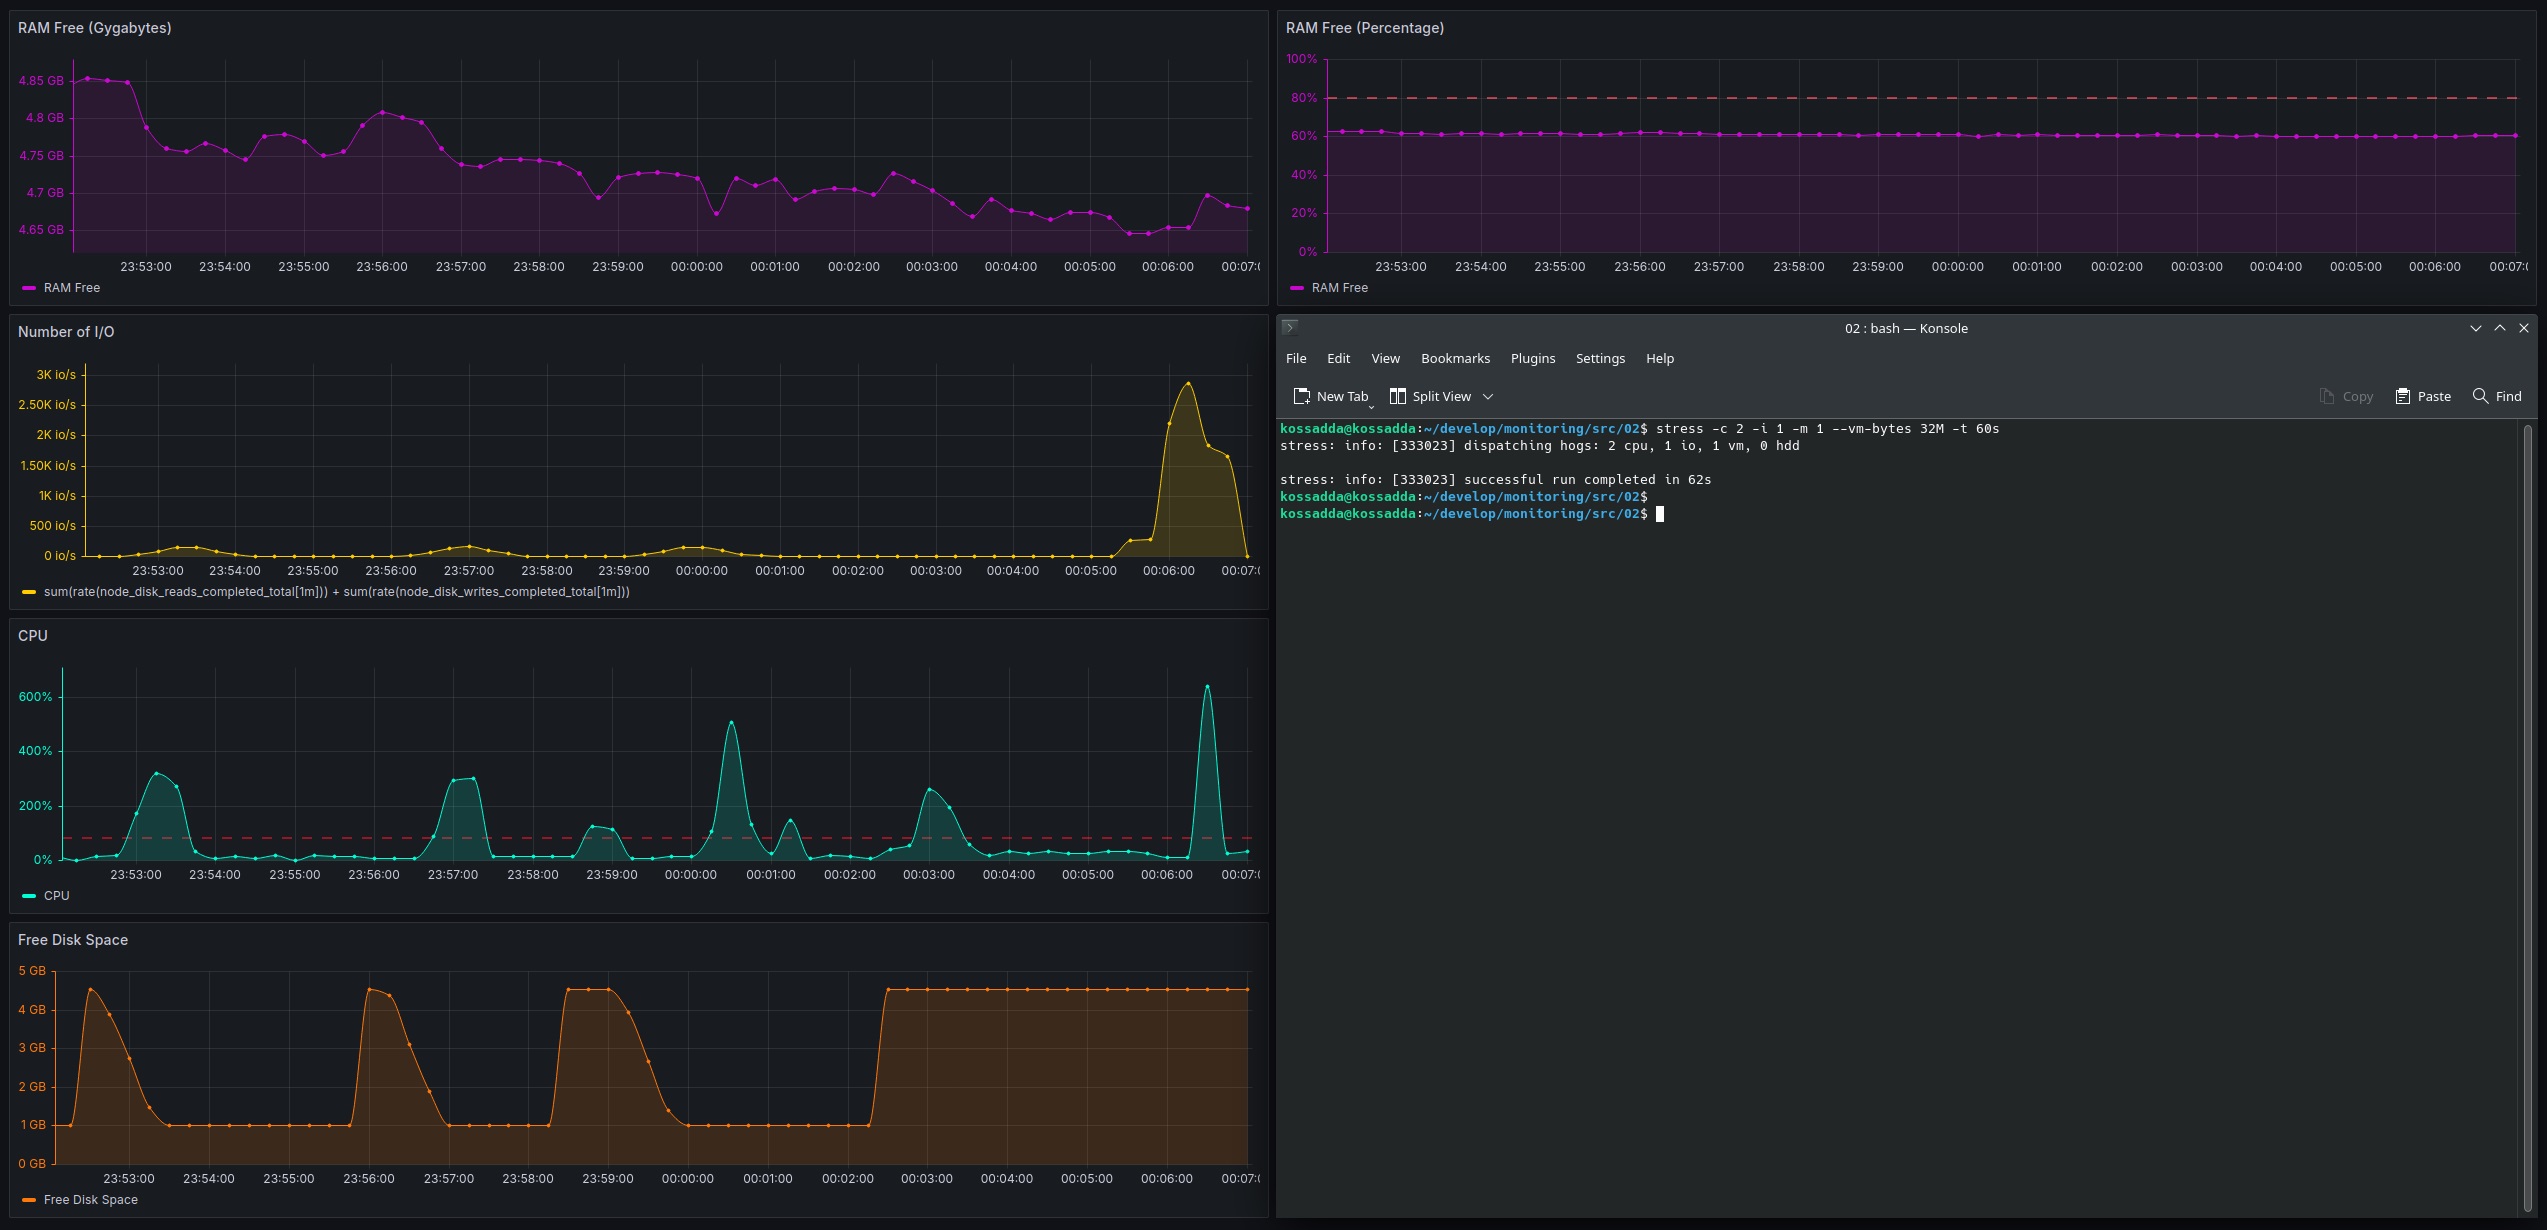 RAM Free (Gygabytes)
4.85 GB
4.8 GB
4.75 GB
4.7 GB
4.65 GB
23:53:00 23:54:00 23:55:00 23:56:00 23:57:00 23:58:00 23:59:00 00:00:00 00:01:00 00:02:00 00:03:00 00:04:00 00:05:00 00:06:00 00:07:
RAM Free
RAM Free (Percentage)
100%
80%
60%
40%
20%
0%
23:53:00 23:54:00 23:55:00 23:56:00 23:57:00 23:58:00 23:59:00 00:00:00 00:01:00 00:02:00 00:03:00 00:04:00 00:05:00 00:06:00 00:07:
RAM Free
Number of I/O
3K io/s
2.50K io/s
2K io/s
1.50K io/s
1K io/s
500 io/s
0 io/s
23:53:00 23:54:00 23:55:00 23:56:00 23:57:00 23:58:00 23:59:00 00:00:00 00:01:00 00:02:00 00:03:00 00:04:00 00:05:00 00:06:00 00:07:
sum(rate(node_disk_reads_completed_total[1m])) + sum(rate(node_disk_writes_completed_total[1m]))
02 : bash — Konsole
File Edit View Bookmarks Plugins Settings Help
New Tab Split View Copy Paste Find
kossadda@kossadda:~/develop/monitoring/src/02$ stress -c 2 -i 1 -m 1 --vm-bytes 32M -t 60s
stress: info: [333023] dispatching hogs: 2 cpu, 1 io, 1 vm, 0 hdd
stress: info: [333023] successful run completed in 62s
kossadda@kossadda:~/develop/monitoring/src/02$
kossadda@kossadda:~/develop/monitoring/src/02$
CPU
600%
400%
200%
0%
23:53:00 23:54:00 23:55:00 23:56:00 23:57:00 23:58:00 23:59:00 00:00:00 00:01:00 00:02:00 00:03:00 00:04:00 00:05:00 00:06:00 00:07:
CPU
Free Disk Space
5 GB
4 GB
3 GB
2 GB
1 GB
0 GB
23:53:00 23:54:00 23:55:00 23:56:00 23:57:00 23:58:00 23:59:00 00:00:00 00:01:00 00:02:00 00:03:00 00:04:00 00:05:00 00:06:00 00:07:
Free Disk Space